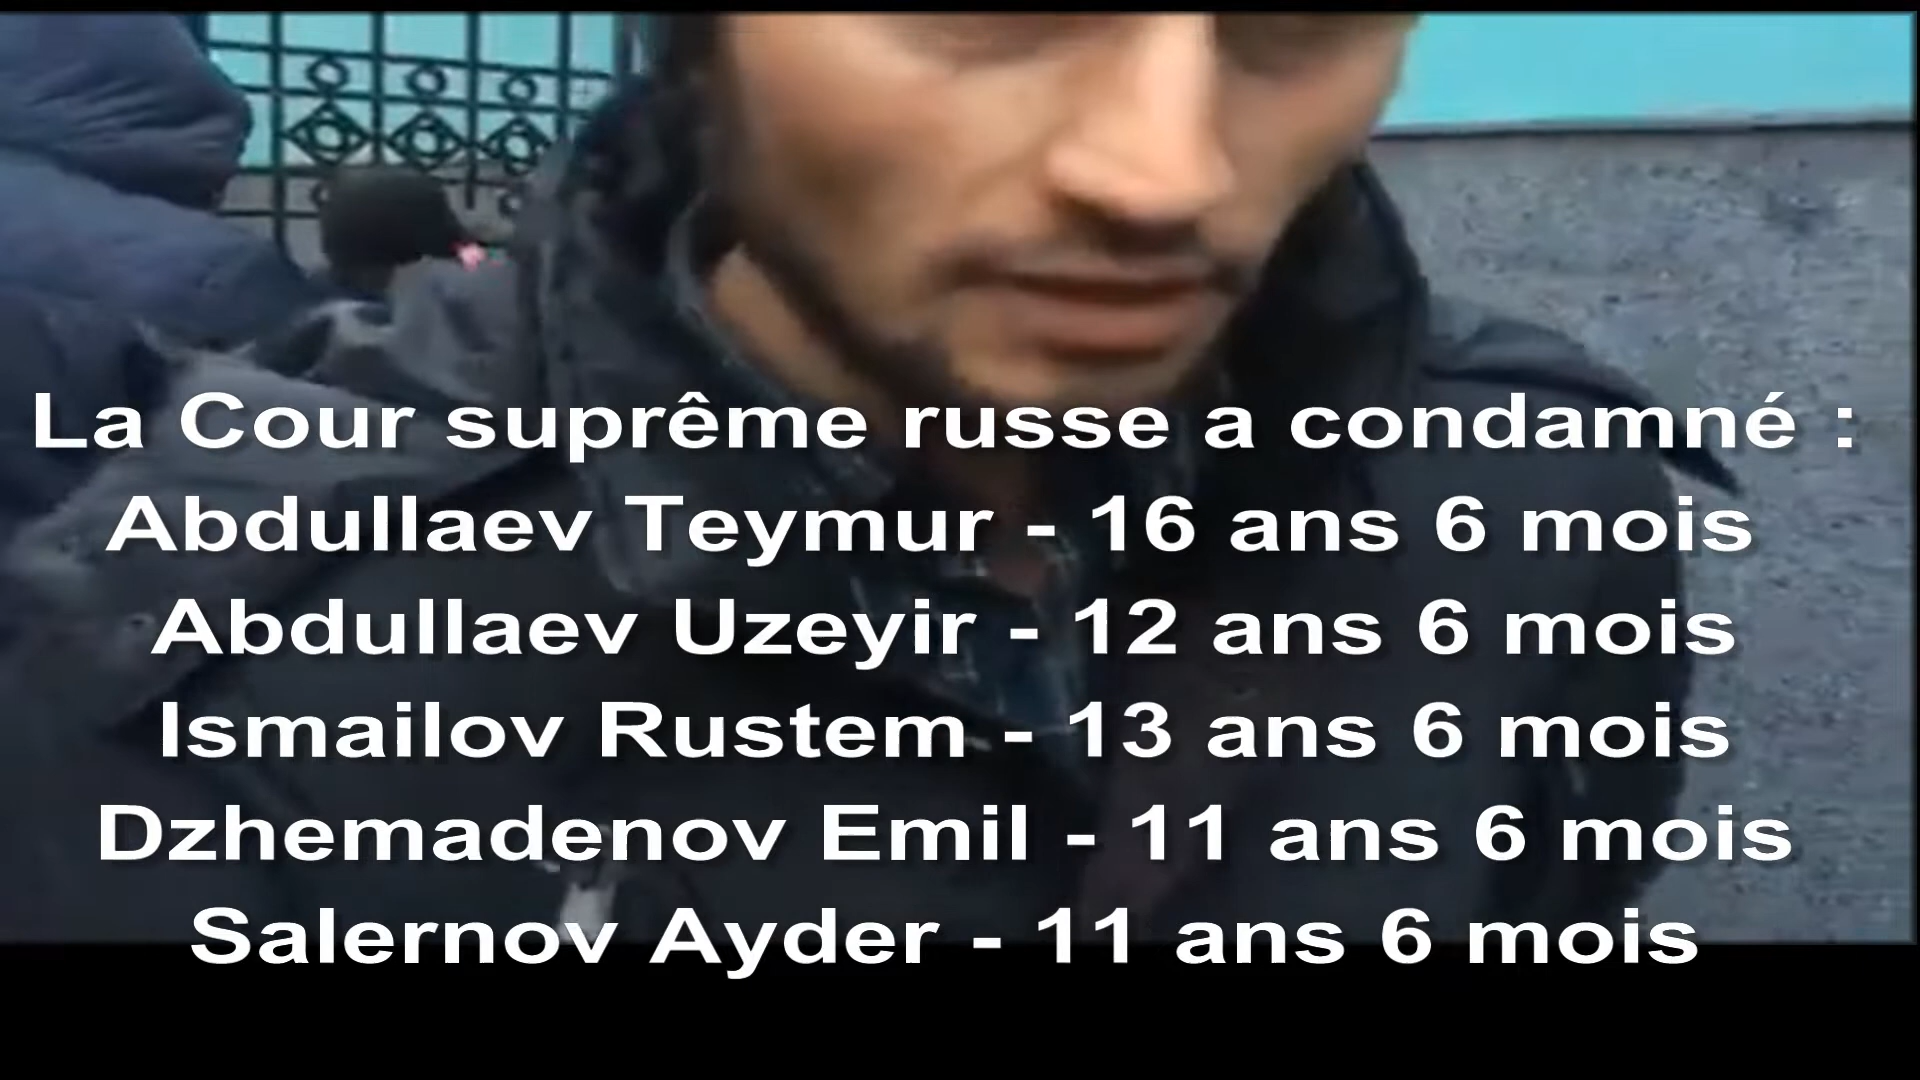 La Cour suprême russe a condamné :
Abdullaev Teymur - 16 ans 6 mois
Abdullaev Uzeyir - 12 ans 6 mois
Ismailov Rustem - 13 ans 6 mois
Dzhemadenov Emil - 11 ans 6 mois
Salernov Ayder - 11 ans 6 mois